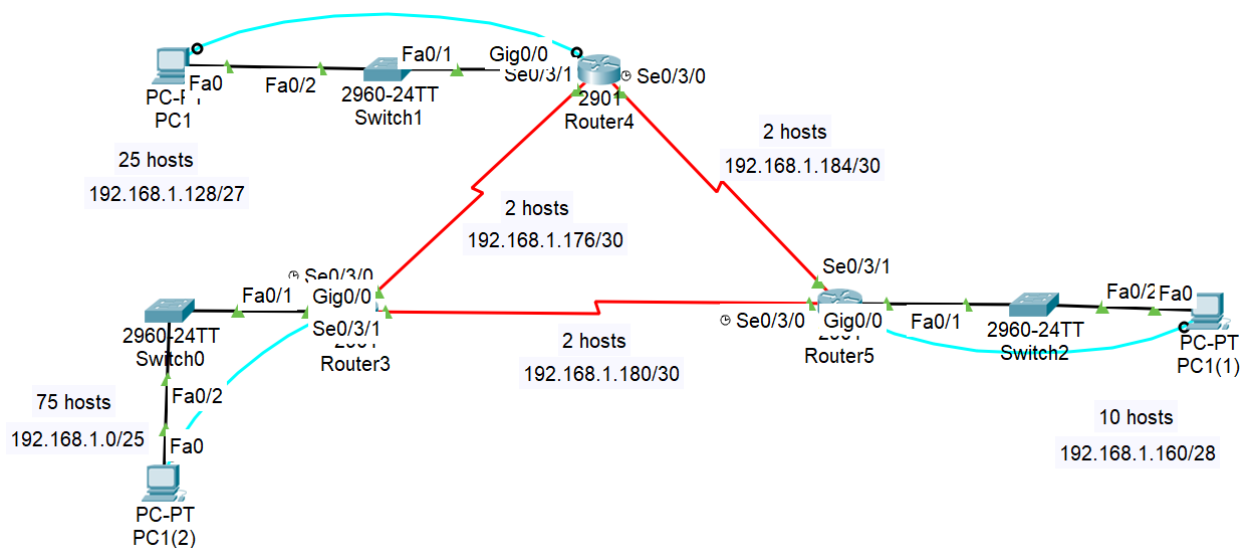 Fa0/1
Gig0/0
Fa0
Fa0/2
Se0/3/1
Se0/3/0
PC1
2960-24TT
Switch1
2901
Router4
25 hosts
192.168.1.128/27
2 hosts
192.168.1.184/30
2 hosts
192.168.1.176/30
Se0/3/0
Fa0/1
Gig0/0
Se0/3/1
2960-24TT
Switch0
Router3
Se0/3/1
Se0/3/0
Gig0/0
Fa0/1
Router5
2960-24TT
Switch2
Fa0/2
Fa0
PC-PT
PC1(1)
2 hosts
192.168.1.180/30
75 hosts
192.168.1.0/25
Fa0/2
Fa0
PC-PT
PC1(2)
10 hosts
192.168.1.160/28